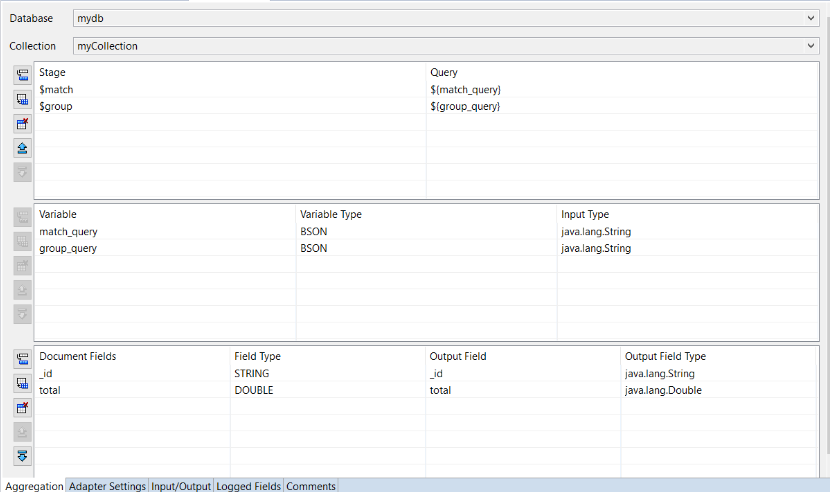 Database mydb
Collection myCollection
Stage Query
$match ${match_query}
$group ${group_query}
Variable Variable Type Input Type
match_query BSON java.lang.String
group_query BSON java.lang.String
Document Fields Field Type Output Field Output Field Type
_id STRING _id java.lang.String
total DOUBLE total java.lang.Double
Aggregation Adapter Settings Input/Output Logged Fields Comments